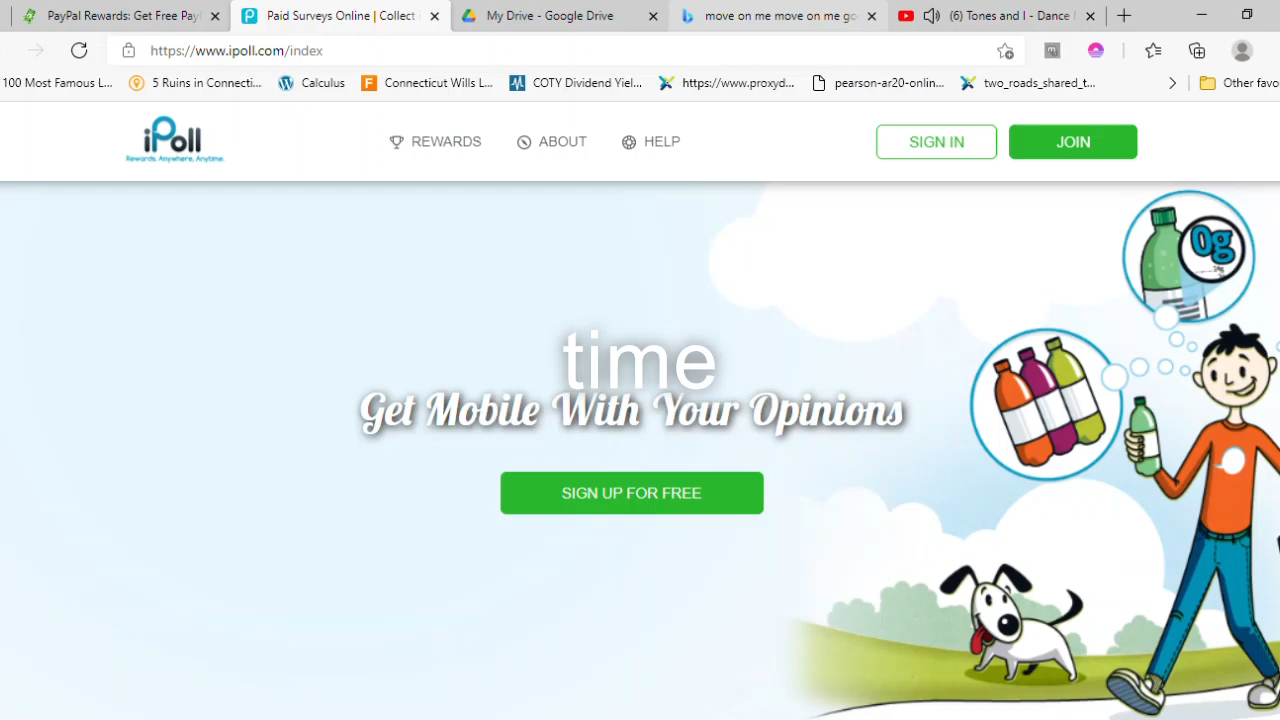 PayPal Rewards: Get Free Payl
Paid Surveys Online | Collect
My Drive - Google Drive
move on me move on me go
(6) Tones and I - Dance
https://www.ipoll.com/index
100 Most Famous L...
5 Ruins in Connecti...
Calculus
Connecticut Wills L...
COTY Dividend Yiel...
https://www.proxyd...
pearson-ar20-online...
two_roads_shared_t...
Other favo
iPoll
Rewards. Anywhere, Anytime.
REWARDS
ABOUT
HELP
SIGN IN
JOIN
0g
time
Get Mobile With Your Opinions
SIGN UP FOR FREE